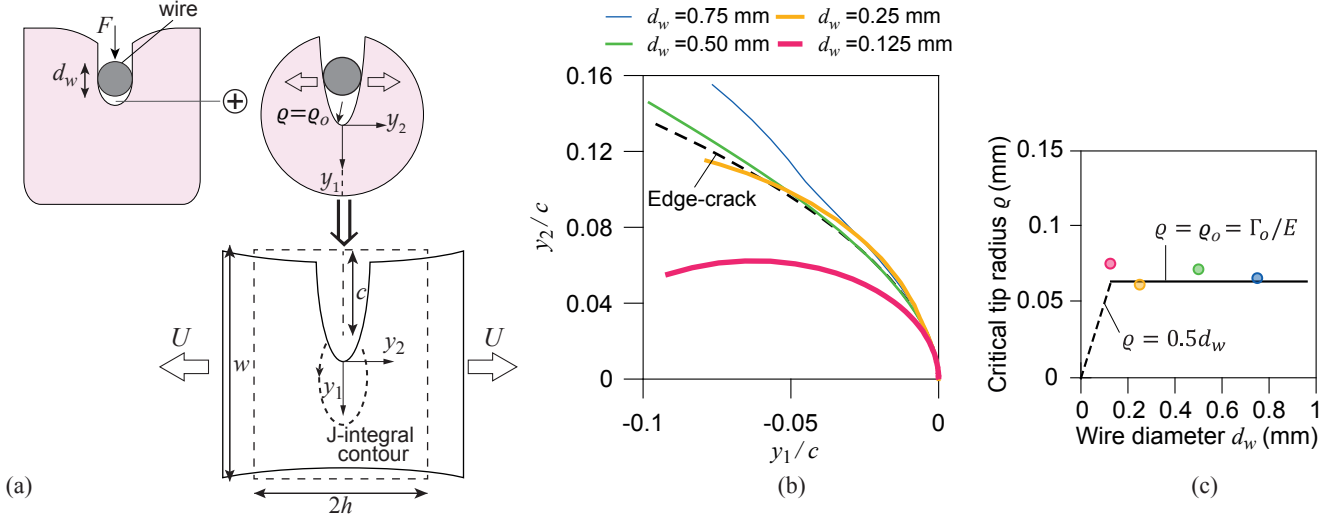 F
wire
d_w
ϱ=ϱ_o
y_2
y_1
U
w
c
y_2
U
y_1
J-integral
contour
2h
(a)
d_w =0.75 mm
d_w =0.25 mm
d_w =0.50 mm
d_w =0.125 mm
0.16
0.12
0.08
0.04
0
y_2/c
Edge-crack
-0.1
-0.05
0
y_1/c
(b)
0.15
0.1
0.05
0
Critical tip radius ϱ (mm)
ϱ = ϱ_o = Γ_o/E
ϱ = 0.5d_w
0
0.2
0.4
0.6
0.8
1
Wire diameter d_w (mm)
(c)